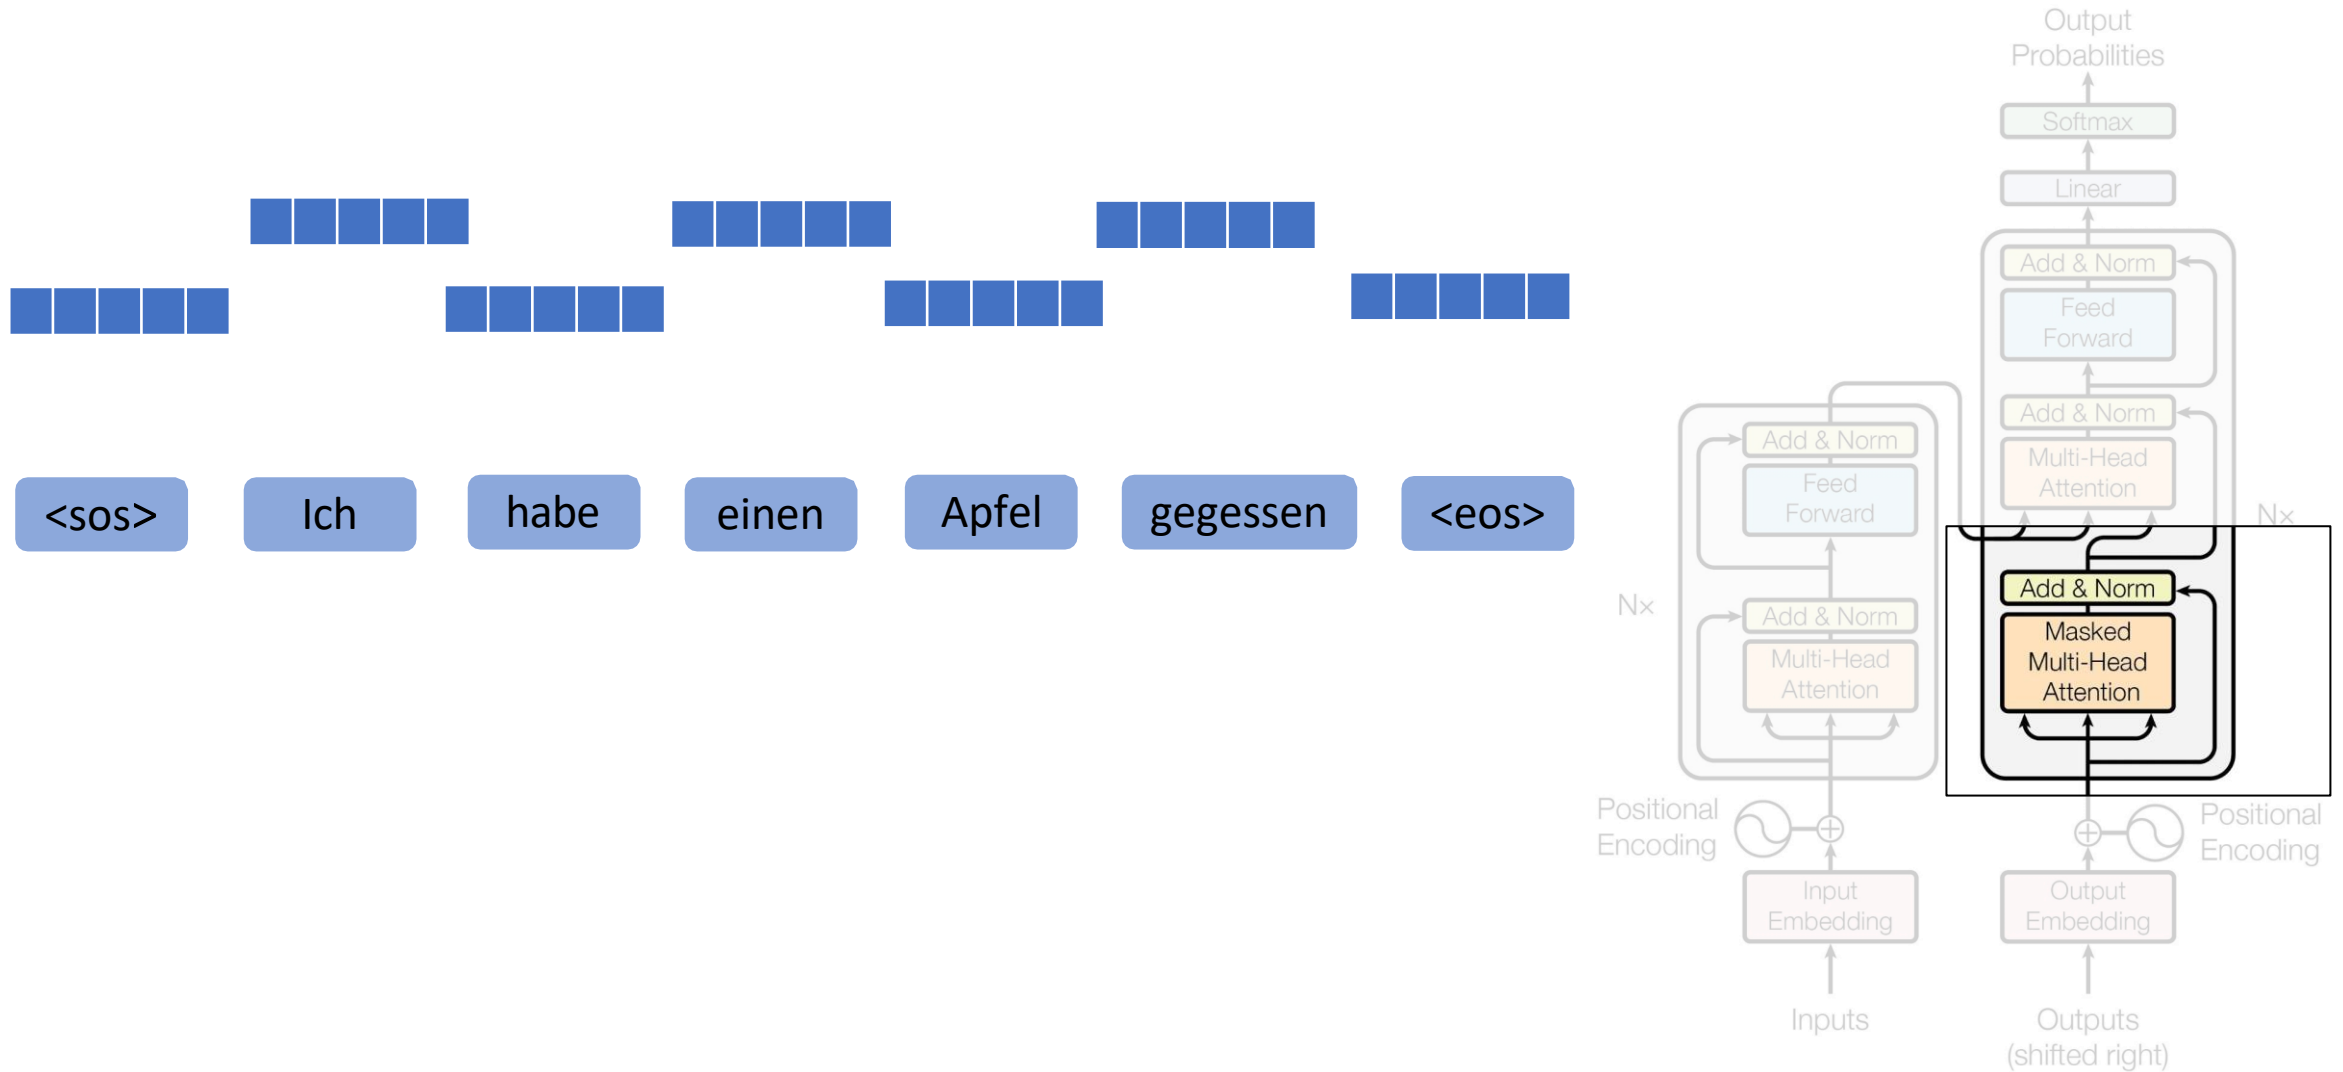 <sos>
Ich
habe
einen
Apfel
gegessen
<eos>
Output
Probabilities
Softmax
Linear
Add & Norm
Feed
Forward
Add & Norm
Multi-Head
Attention
Nx
Add & Norm
Masked
Multi-Head
Attention
Add & Norm
Feed
Forward
Nx
Add & Norm
Multi-Head
Attention
Positional
Encoding
Positional
Encoding
Input
Embedding
Output
Embedding
Inputs
Outputs
(shifted right)